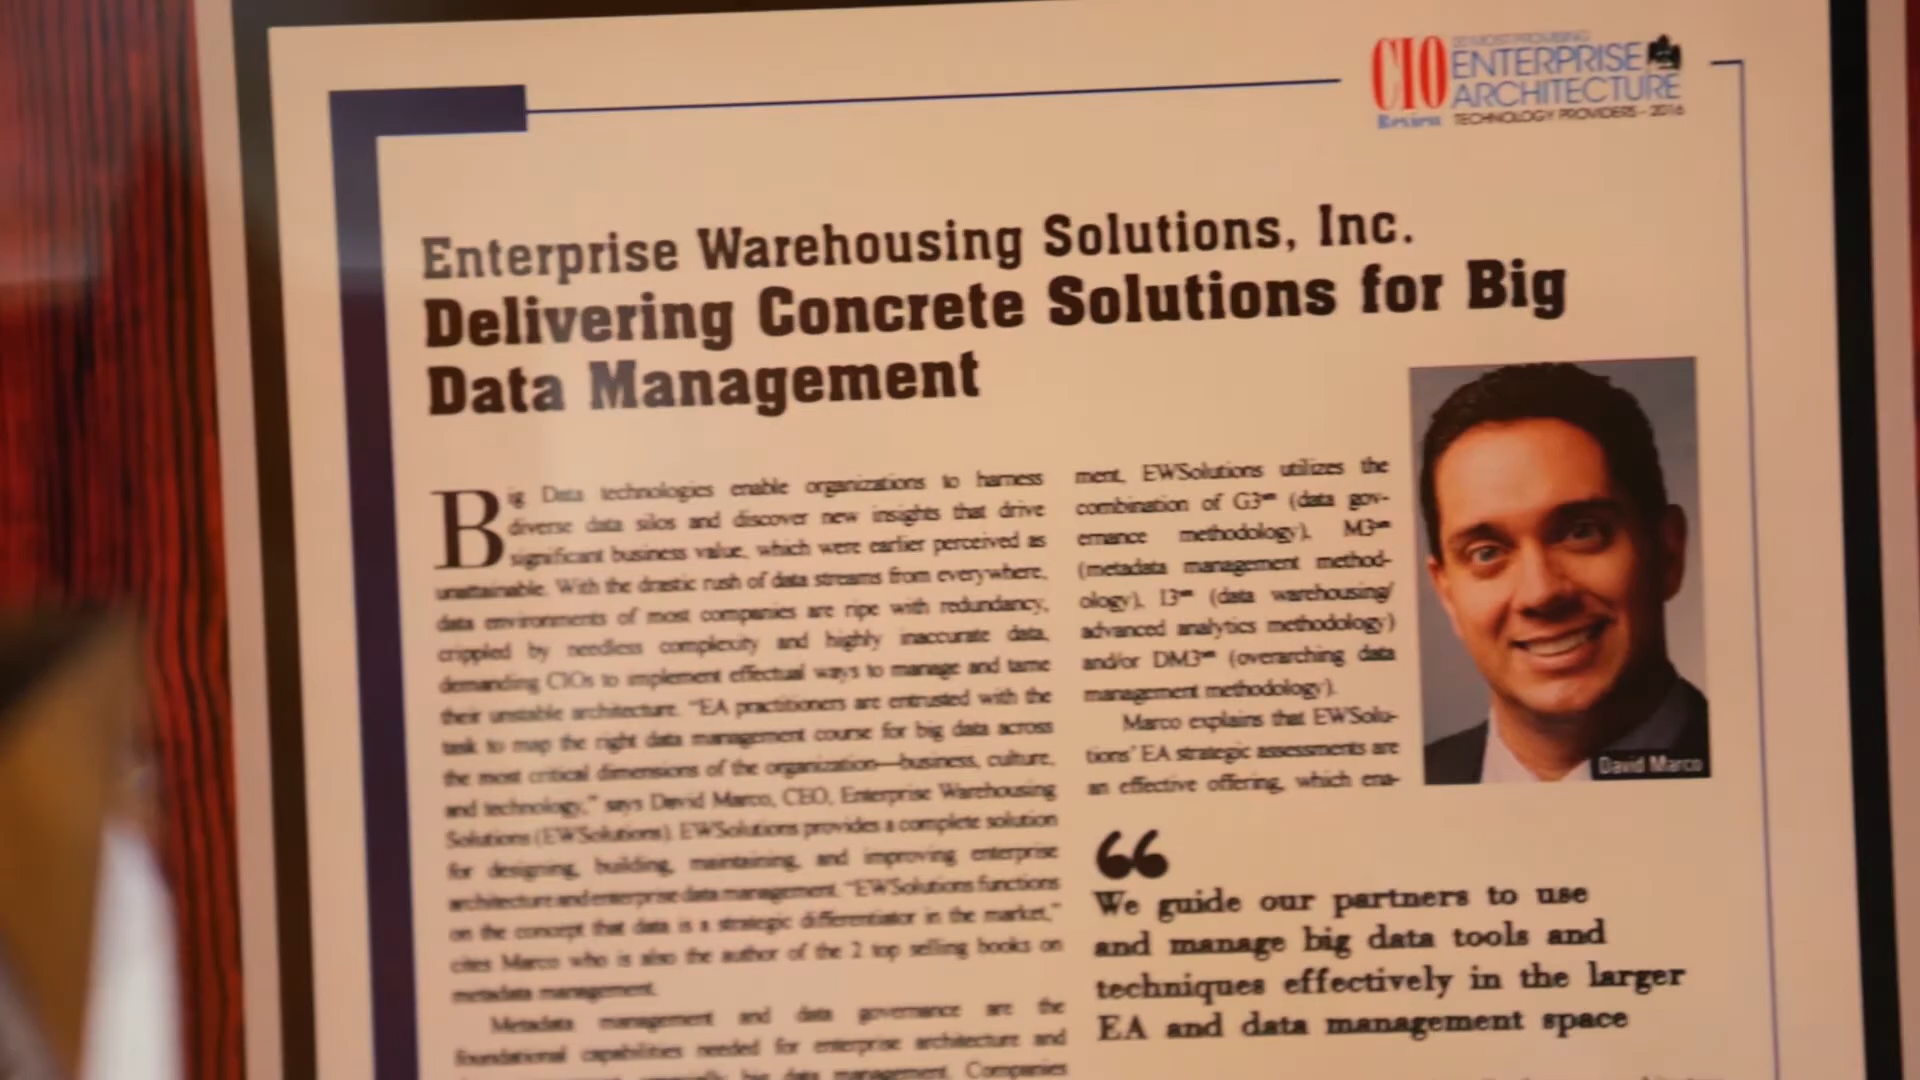 CIO
Review
20 MOST PROMISING
ENTERPRISE
ARCHITECTURE
TECHNOLOGY PROVIDERS - 2016
Enterprise Warehousing Solutions, Inc.
Delivering Concrete Solutions for Big
Data Management
Big Data technologies enable organizations to harness
diverse data silos and discover new insights that drive
significant business value, which were earlier perceived as
unattainable. With the drastic rush of data streams from everywhere,
data environments of most companies are ripe with redundancy,
crippled by needless complexity and highly inaccurate data,
demanding CIOs to implement effectual ways to manage and tame
their unstable architecture. “EA practitioners are entrusted with the
task to map the right data management course for big data across
the most critical dimensions of the organization—business, culture,
and technology,” says David Marco, CEO, Enterprise Warehousing
Solutions (EWSolutions). EWSolutions provides a complete solution
for designing, building, maintaining, and improving enterprise
architecture and enterprise data management. “EWSolutions functions
on the concept that data is a strategic differentiator in the market,”
cites Marco who is also the author of the 2 top selling books on
metadata management.
Metadata management and data governance are the
foundational capabilities needed for enterprise architecture and
especially big data management. Companies
ment, EWSolutions utilizes the
combination of G3℠ (data gov-
ernance methodology), M3℠
(metadata management method-
ology), I3℠ (data warehousing/
advanced analytics methodology)
and/or DM3℠ (overarching data
management methodology).
Marco explains that EWSolu-
tions’ EA strategic assessments are
an effective offering, which ena-
David Marco
“
We guide our partners to use
and manage big data tools and
techniques effectively in the larger
EA and data management space